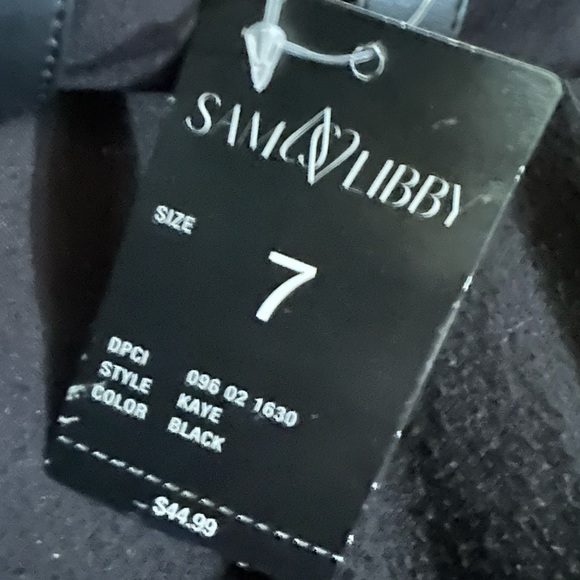 SAM & LIBBY
SIZE
7
DPCI 096 02 1630
STYLE KAYE
COLOR BLACK
$44.99